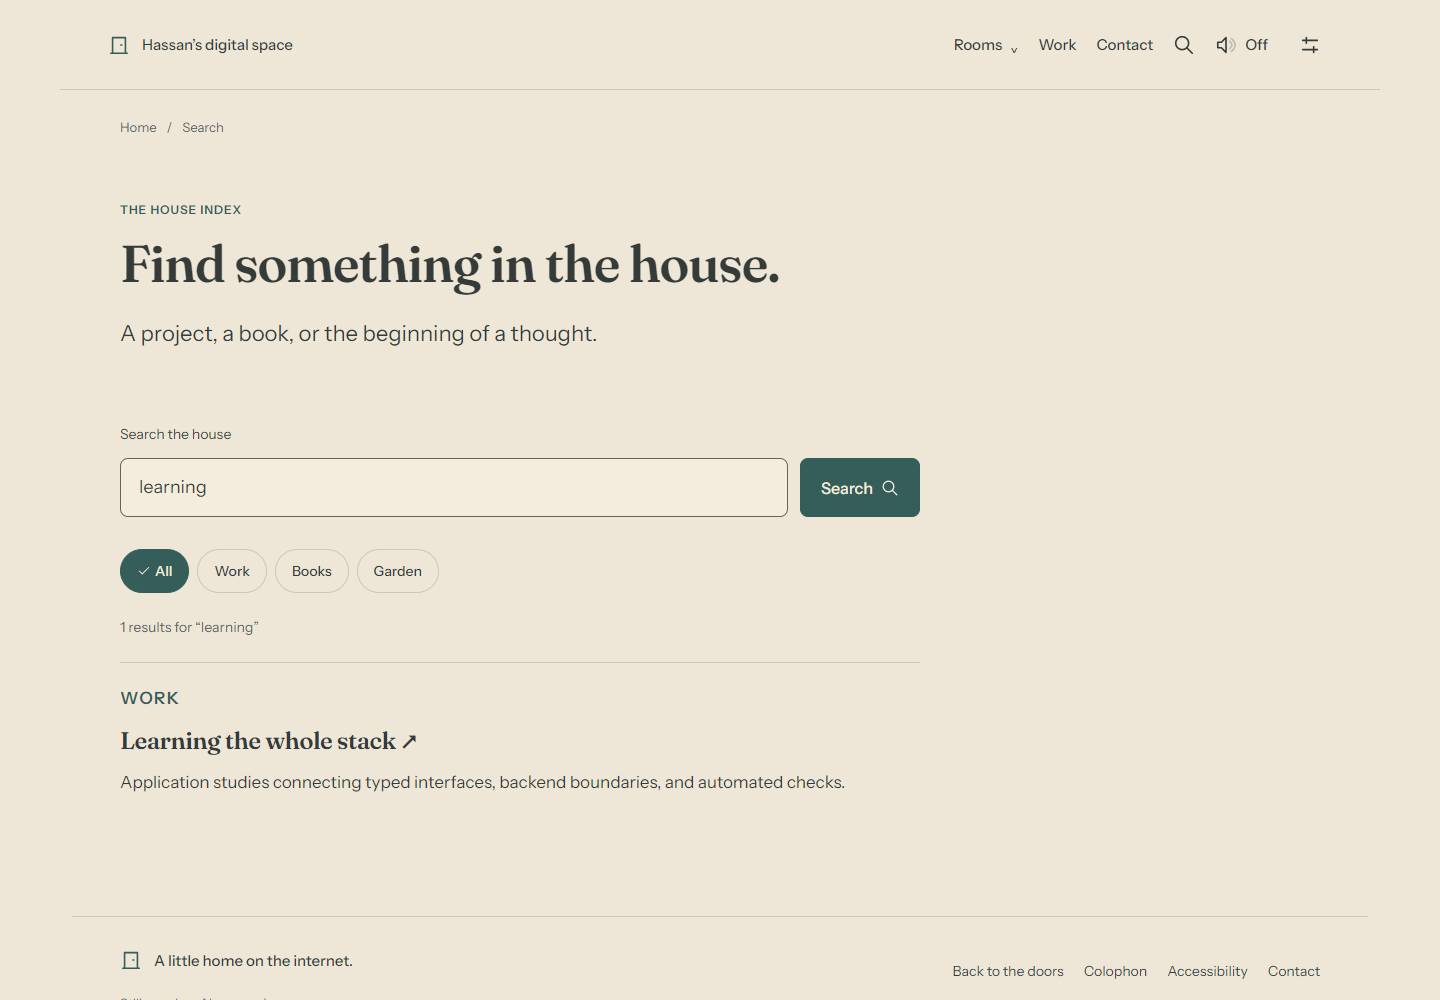 Hassan’s digital space
Rooms Work Contact Off
Home / Search
THE HOUSE INDEX
Find something in the house.
A project, a book, or the beginning of a thought.
Search the house
learning
Search
All Work Books Garden
1 results for “learning”
WORK
Learning the whole stack ↗
Application studies connecting typed interfaces, backend boundaries, and automated checks.
A little home on the internet.
Back to the doors Colophon Accessibility Contact